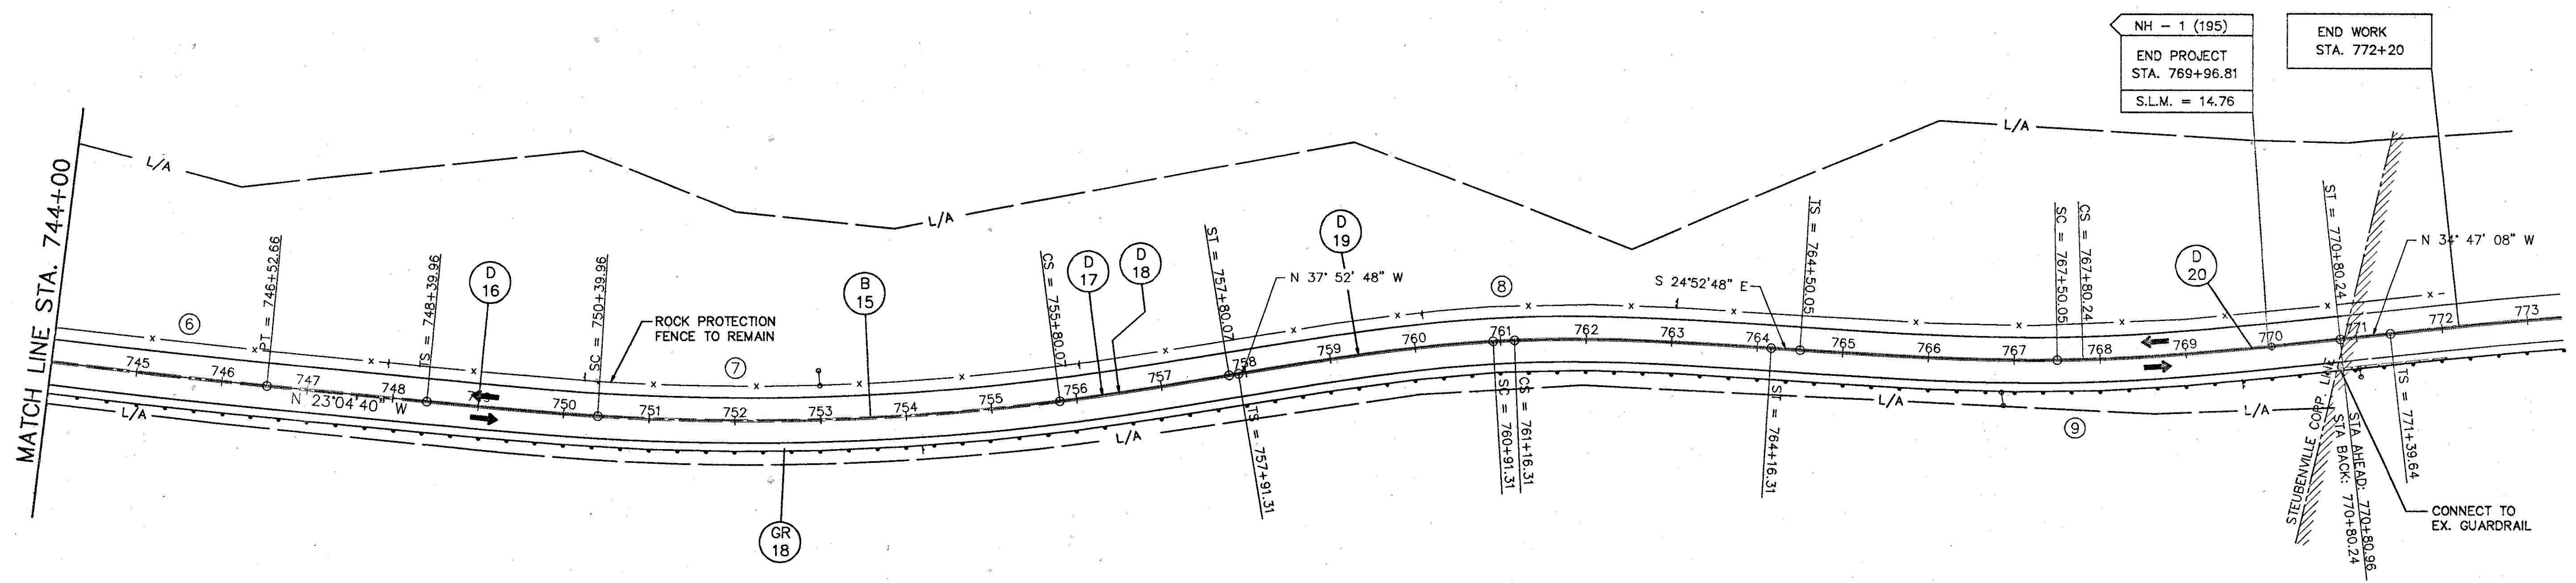 NH - 1 (195)
END PROJECT
STA. 769+96.81
S.L.M. = 14.76
END WORK
STA. 772+20
MATCH LINE STA. 744+00
L/A
L/A
L/A
6
PT = 746+52.66
TS = 748+39.96
D
16
SC = 750+39.96
ROCK PROTECTION
FENCE TO REMAIN
7
B
15
CS = 755+80.07
D
17
D
18
ST = 757+80.07
N 37° 52' 48" W
D
19
8
S 24°52'48" E
TS = 764+50.05
SC = 767+50.05
CS = 767+80.24
D
20
ST = 770+80.24
N 34° 47' 08" W
745
746
747
748
749
750
751
752
753
754
755
756
757
758
759
760
761
762
763
764
765
766
767
768
769
770
771
772
773
N 23°04'40" W
L/A
L/A
L/A
L/A
GR
18
TS = 757+91.31
SC = 760+91.31
CS = 761+16.31
ST = 764+16.31
9
STEUBENVILLE CORP. LINE
STA BACK: 770+80.24
STA AHEAD: 770+80.96
TS = 771+39.64
CONNECT TO
EX. GUARDRAIL